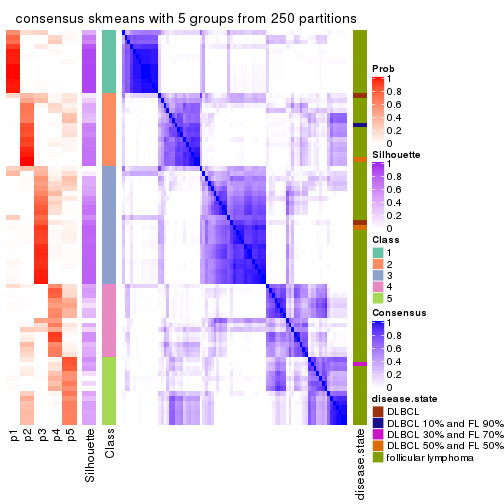 consensus skmeans with 5 groups from 250 partitions
Prob
1
0.8
0.6
0.4
0.2
0
Silhouette
1
0.8
0.6
0.4
0.2
0
Class
1
2
3
4
5
Consensus
1
0.8
0.6
0.4
0.2
0
disease.state
DLBCL
DLBCL 10% and FL 90%
DLBCL 30% and FL 70%
DLBCL 50% and FL 50%
follicular lymphoma
p1
p2
p3
p4
p5
Silhouette
Class
disease.state